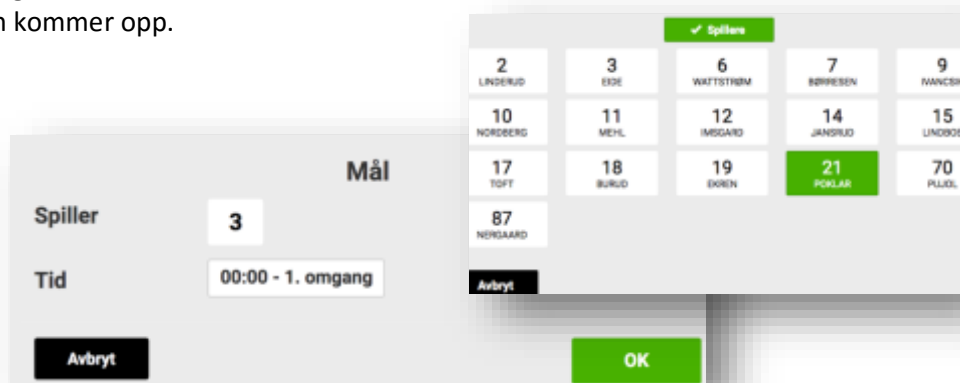 kommer opp.
Spillere
2 3 6 7 9
LINDERUD EIDE WATTSTRØM BØRRESEN
10 11 12 14 15
NORDBERG MEHL IMSGARD JANSRUD
17 18 19 21 70
TOFT BURUD EKREN POKLAR PUJOL
87
NERGAARD
Avbryt
Mål
Spiller 3
Tid 00:00 - 1. omgang
Avbryt OK